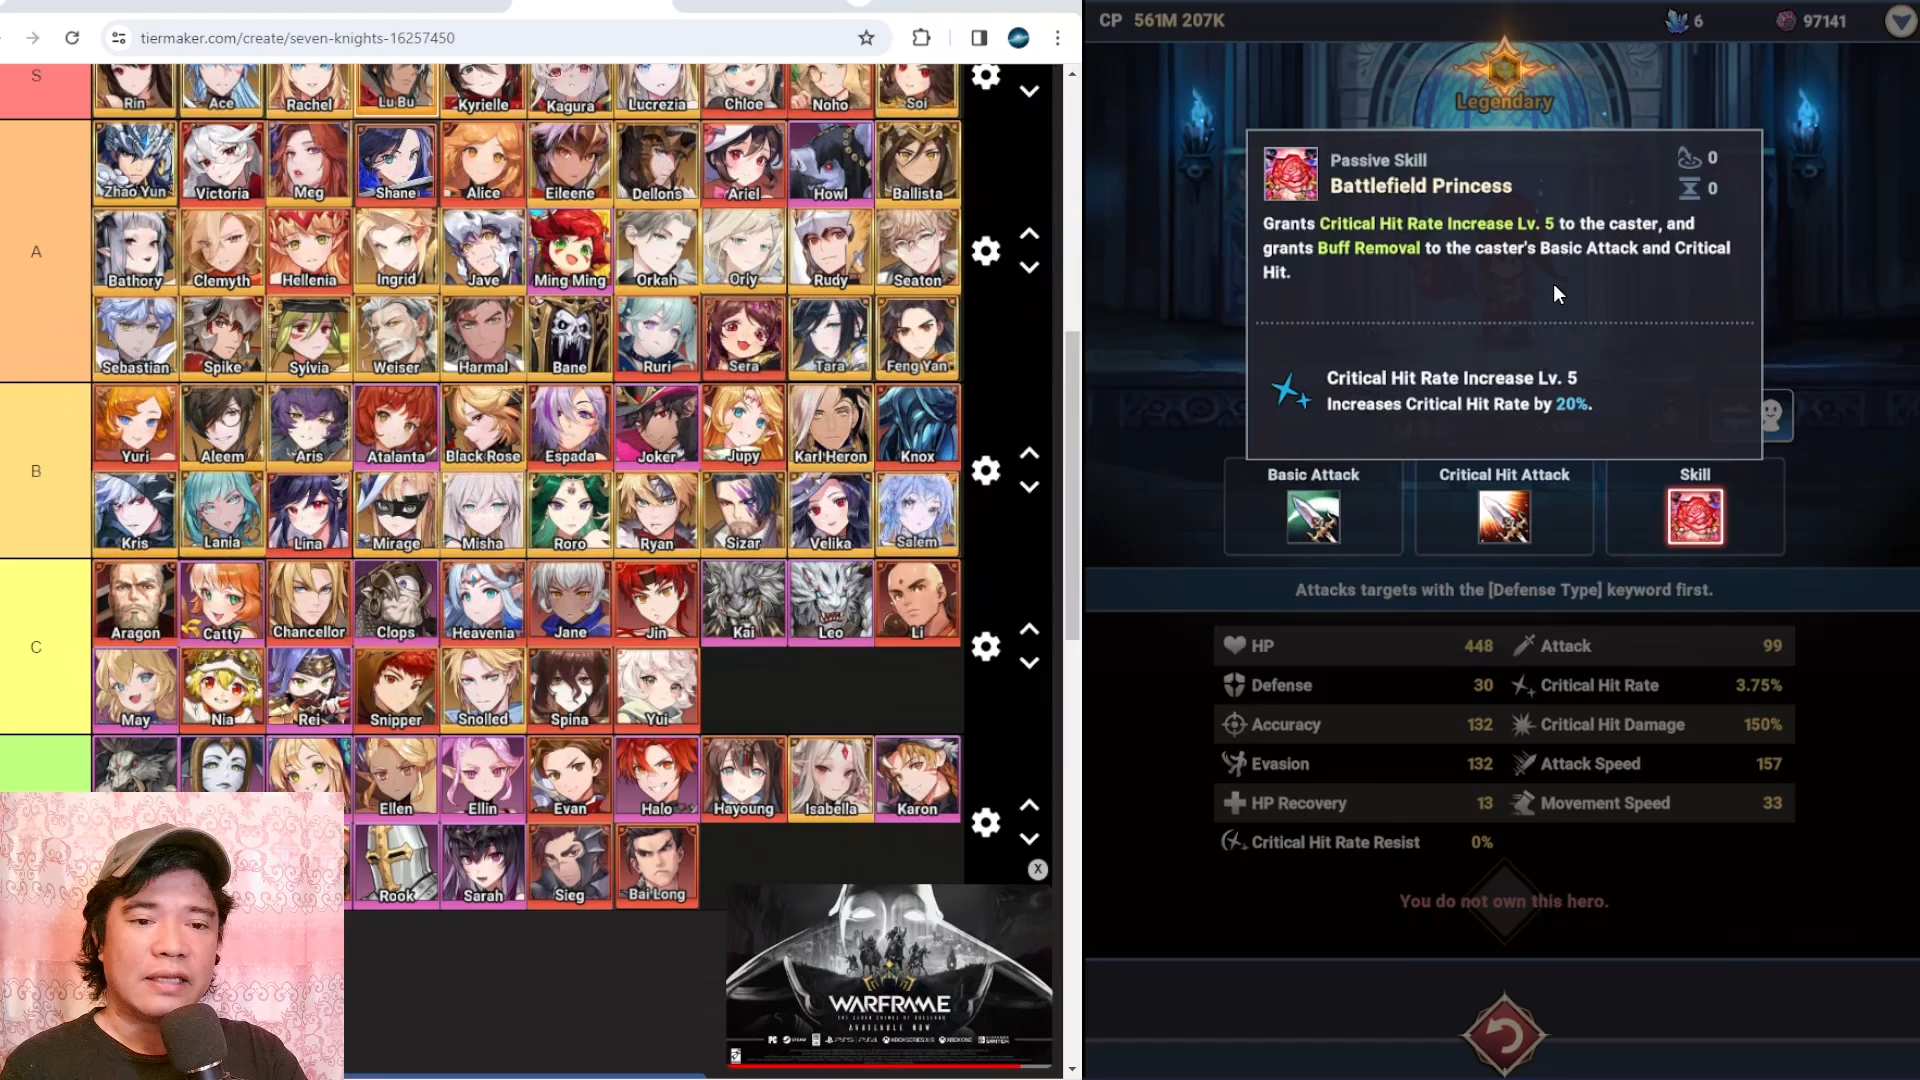 tiermaker.com/create/seven-knights-16257450
S
Rin Ace Rachel Lu Bu Kyrielle Kagura Lucrezia Chloe Noho Soi
A
Zhao Yun Victoria Meg Shane Alice Eileene Dellons Ariel Howl Ballista
Bathory Clemyth Hellenia Ingrid Jave Ming Ming Orkah Orly Rudy Seaton
Sebastian Spike Sylvia Weiser Harmal Bane Ruri Sera Tara Feng Yan
B
Yuri Aleem Aris Atalanta Black Rose Espada Joker Jupy Karl Heron Knox
Kris Lania Lina Mirage Misha Roro Ryan Sizar Velika Salem
C
Aragon Catty Chancellor Clops Heavenia Jane Jin Kai Leo Li
May Nia Rei Snipper Snolled Spina Yui
Ellen Ellin Evan Halo Hayoung Isabella Karon
Rook Sarah Sieg Bai Long
X
WARFRAME
AVAILABLE NOW
CP 561M 207K
6
97141
Legendary
Passive Skill
Battlefield Princess
0
0
Grants Critical Hit Rate Increase Lv. 5 to the caster, and
grants Buff Removal to the caster's Basic Attack and Critical
Hit.
Critical Hit Rate Increase Lv. 5
Increases Critical Hit Rate by 20%.
Basic Attack Critical Hit Attack Skill
Attacks targets with the [Defense Type] keyword first.
HP 448 Attack 99
Defense 30 Critical Hit Rate 3.75%
Accuracy 132 Critical Hit Damage 150%
Evasion 132 Attack Speed 157
HP Recovery 13 Movement Speed 33
Critical Hit Rate Resist 0%
You do not own this hero.